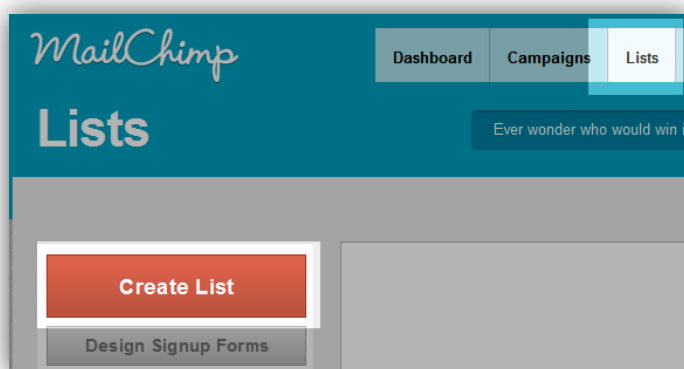 MailChimp
Dashboard Campaigns Lists
Lists
Ever wonder who would win
Create List
Design Signup Forms